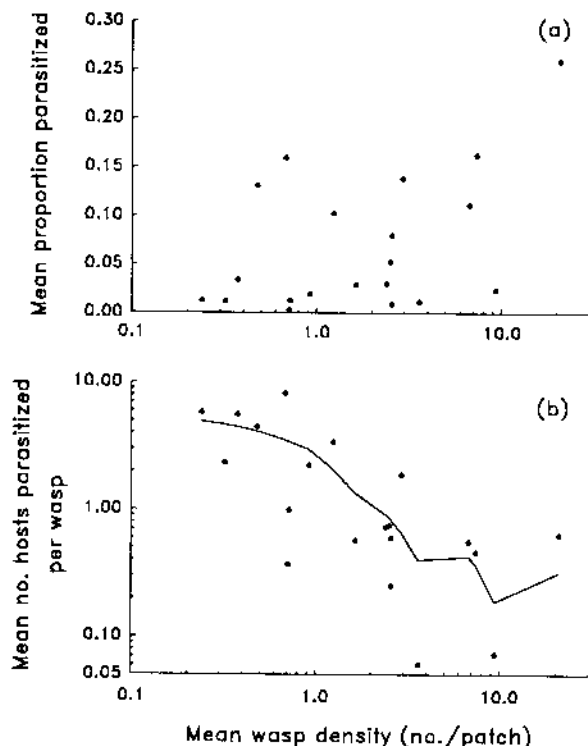 (a)
Mean proportion parasitized
0.30
0.25
0.20
0.15
0.10
0.05
0.00
0.1
1.0
10.0
(b)
Mean no. hosts parasitized
per wasp
10.00
1.00
0.10
0.05
0.1
1.0
10.0
Mean wasp density (no./patch)